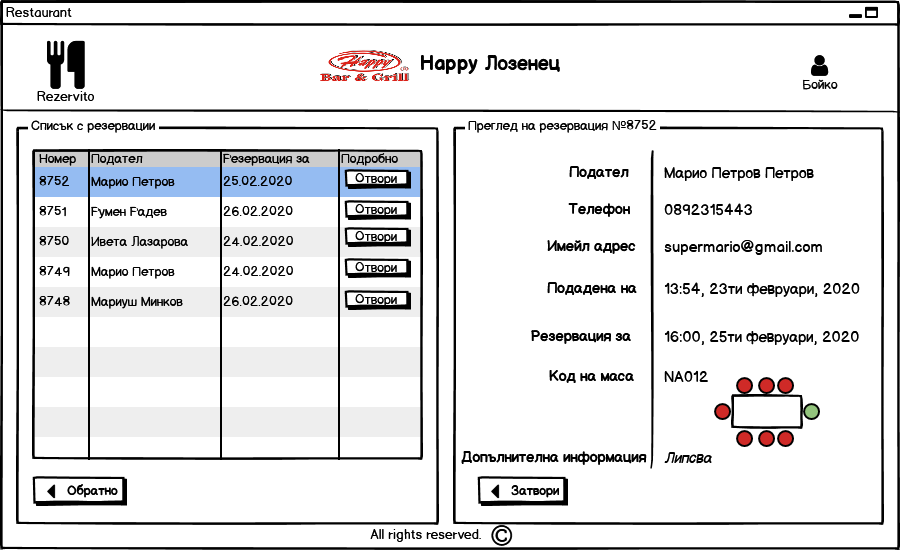 Restaurant
Rezervito
Happy
Bar & Grill
Happy Лозенец
Бойко
Списък с резервации
Номер Подател Резервация за Подробно
8752 Марио Петров 25.02.2020 Отвори
8751 Румен Радев 26.02.2020 Отвори
8750 Ивета Лазарова 24.02.2020 Отвори
8749 Марио Петров 24.02.2020 Отвори
8748 Мариуш Минков 26.02.2020 Отвори
Обратно
Преглед на резервация №8752
Подател Марио Петров Петров
Телефон 0892315443
Имейл адрес supermario@gmail.com
Подадена на 13:54, 23ти февруари, 2020
Резервация за 16:00, 25ти февруари, 2020
Код на маса NA012
Допълнителна информация Липсва
Затвори
All rights reserved. ©